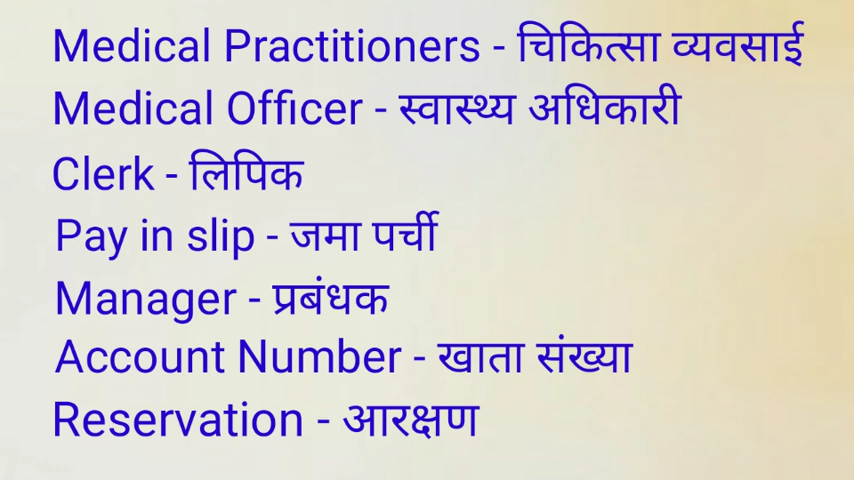 Medical Practitioners - चिकित्सा व्यवसाई
Medical Officer - स्वास्थ्य अधिकारी
Clerk - लिपिक
Pay in slip - जमा पर्ची
Manager - प्रबंधक
Account Number - खाता संख्या
Reservation - आरक्षण